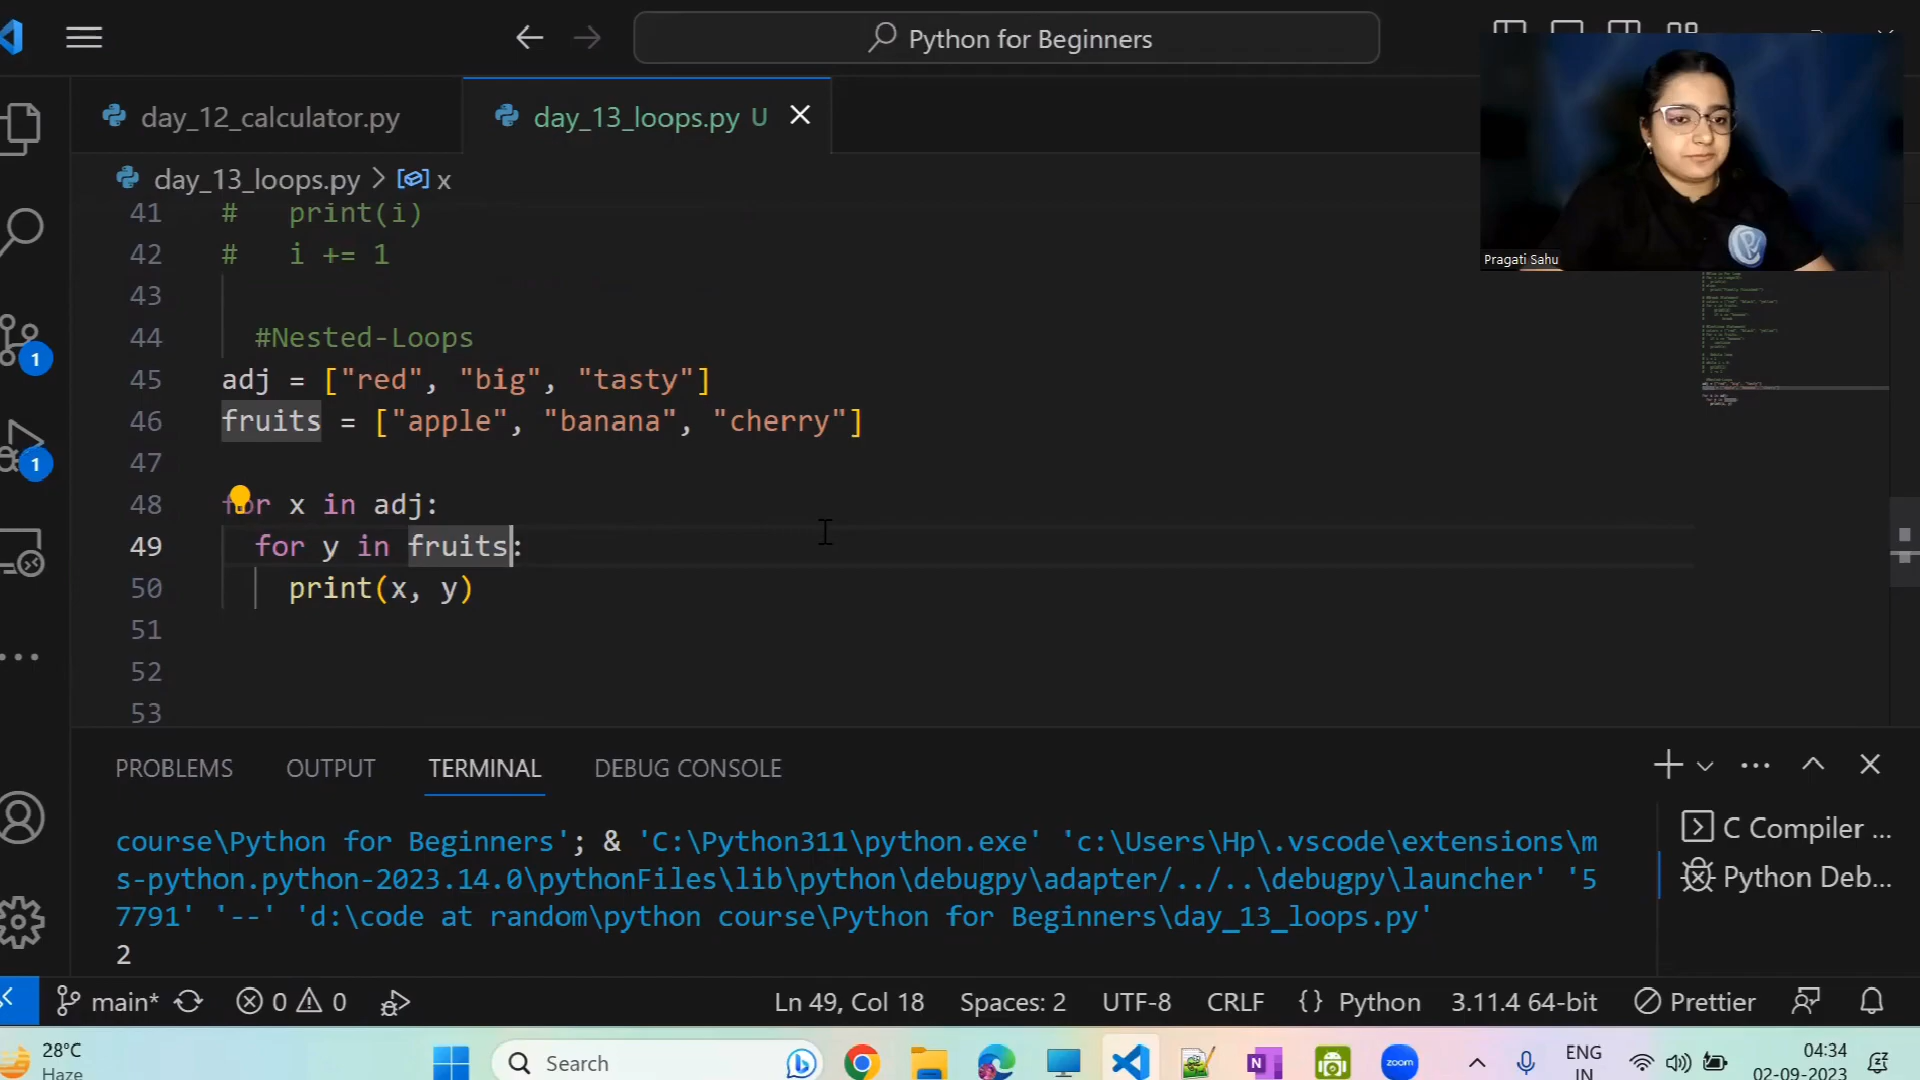 Python for Beginners
day_12_calculator.py
day_13_loops.py U
day_13_loops.py > x
Pragati Sahu
41 # print(i)
42 # i += 1
43
44 #Nested-Loops
45 adj = ["red", "big", "tasty"]
46 fruits = ["apple", "banana", "cherry"]
47
48 for x in adj:
49 for y in fruits:
50 print(x, y)
51
52
53
1
1
PROBLEMS OUTPUT TERMINAL DEBUG CONSOLE
course\Python for Beginners'; & 'C:\Python311\python.exe' 'c:\Users\Hp\.vscode\extensions\m
s-python.python-2023.14.0\pythonFiles\lib\python\debugpy\adapter/../..\debugpy\launcher' '5
7791' '--' 'd:\code at random\python course\Python for Beginners\day_13_loops.py'
2
C Compiler ...
Python Deb...
main* 0 0 Ln 49, Col 18 Spaces: 2 UTF-8 CRLF {} Python 3.11.4 64-bit Prettier
28°C
Haze
Search
zoom
ENG
IN
04:34
02-09-2023